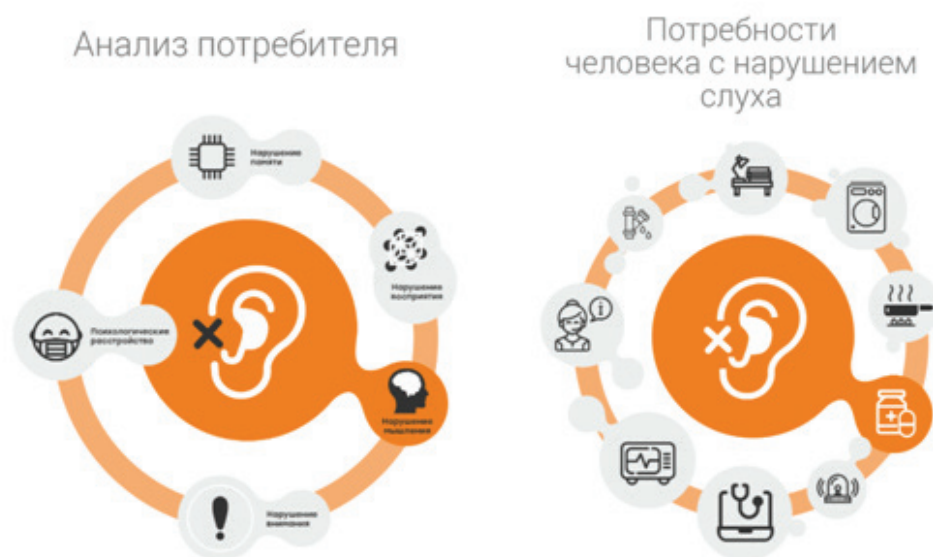 Анализ потребителя
Потребности
человека с нарушением
слуха
Нарушение
памяти
Нарушение
восприятия
Психологические
расстройства
Нарушение
мышления
Нарушение
внимания